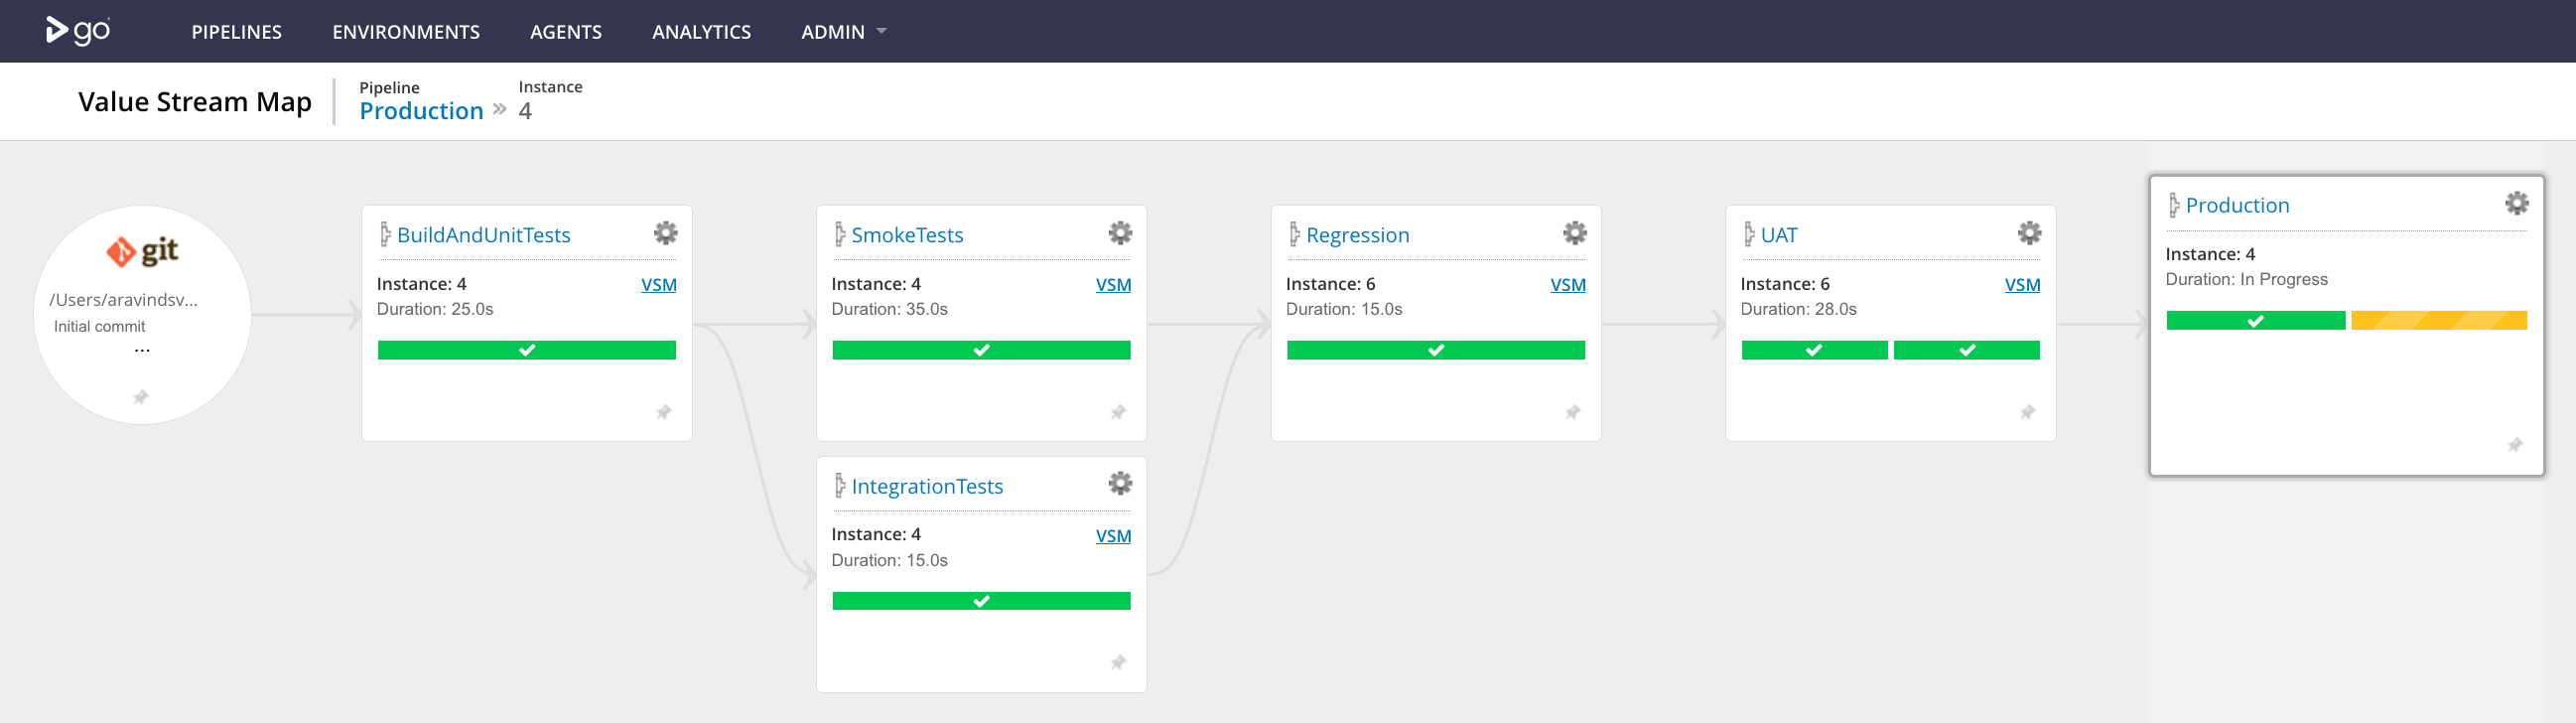 go
PIPELINES ENVIRONMENTS AGENTS ANALYTICS ADMIN
Value Stream Map
Pipeline
Production »
Instance
4
git
/Users/aravindsv...
Initial commit
...
BuildAndUnitTests
Instance: 4 VSM
Duration: 25.0s
SmokeTests
Instance: 4 VSM
Duration: 35.0s
IntegrationTests
Instance: 4 VSM
Duration: 15.0s
Regression
Instance: 6 VSM
Duration: 15.0s
UAT
Instance: 6 VSM
Duration: 28.0s
Production
Instance: 4
Duration: In Progress